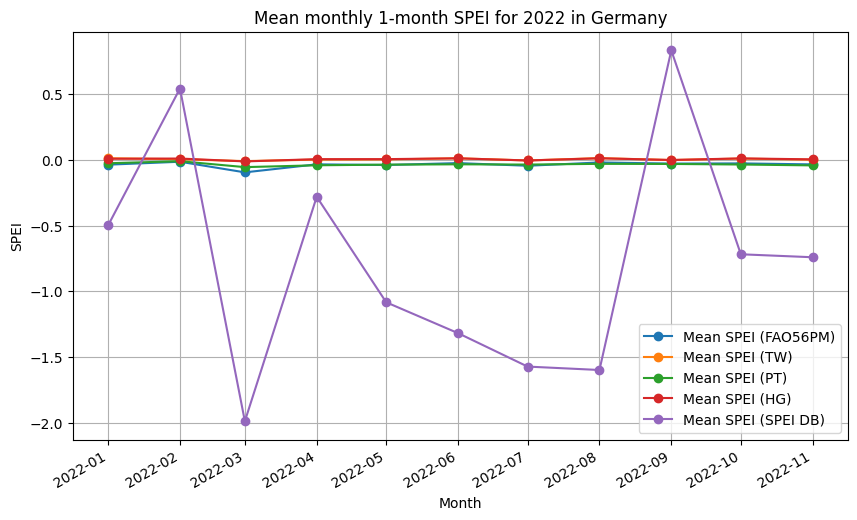 Mean monthly 1-month SPEI for 2022 in Germany
SPEI
0.5
0.0
−0.5
−1.0
−1.5
−2.0
Mean SPEI (FAO56PM)
Mean SPEI (TW)
Mean SPEI (PT)
Mean SPEI (HG)
Mean SPEI (SPEI DB)
2022-01
2022-02
2022-03
2022-04
2022-05
2022-06
2022-07
2022-08
2022-09
2022-10
2022-11
Month